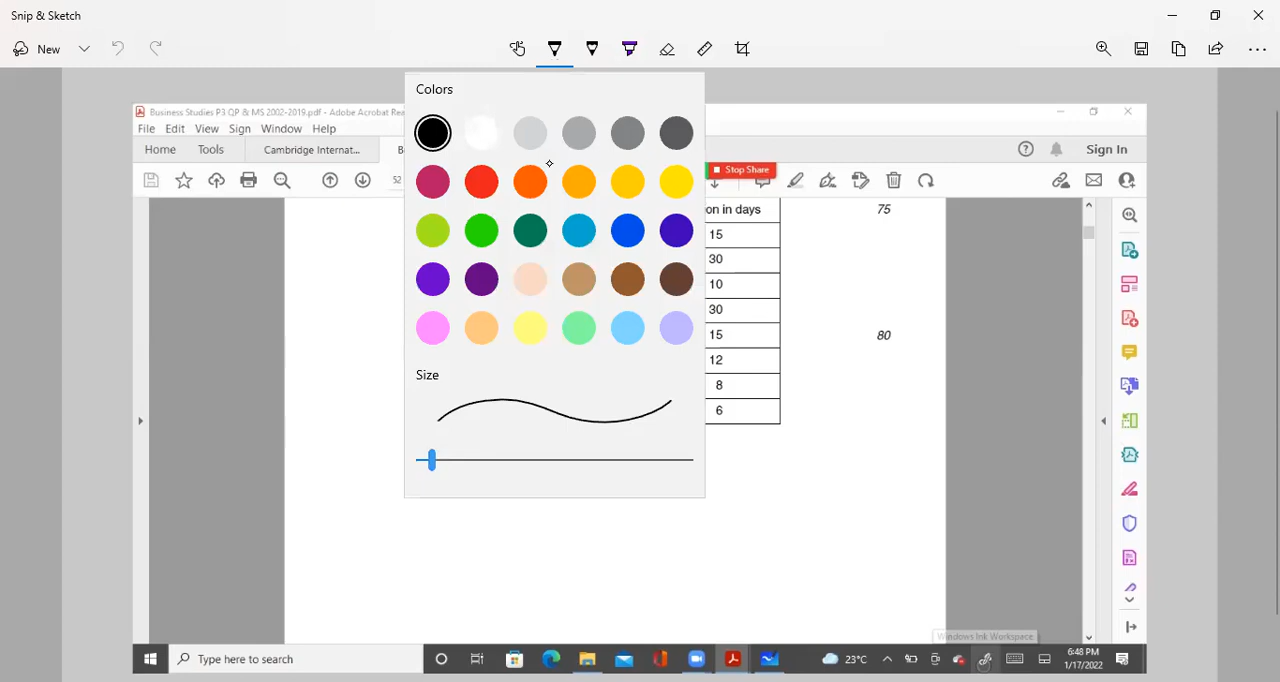 Snip & Sketch
New
Colors
Business Studies P3 QP & MS 2002-2019.pdf - Adobe Acrobat Rea
File Edit View Sign Window Help
Home Tools Cambridge Internat... B
Sign In
52
Stop Share
on in days 75
15
30
10
30
15 80
12
8
6
Size
Windows Ink Workspace
Type here to search
23°C
6:48 PM
1/17/2022